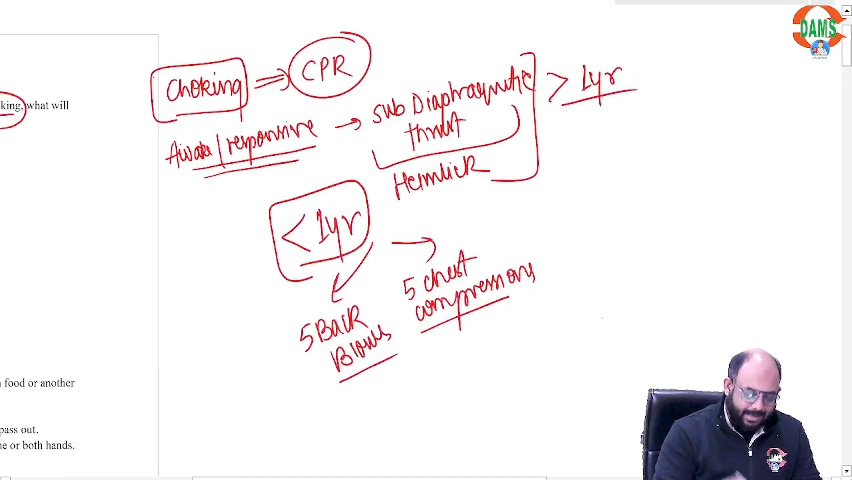 DAMS
Choking ⇒ CPR
king, what will
Awake / responsive → sub Diaphragmatic thrust
> 1yr
Heimlick
< 1yr
5 Back Blows
5 chest compressions
n food or another
pass out.
ne or both hands.